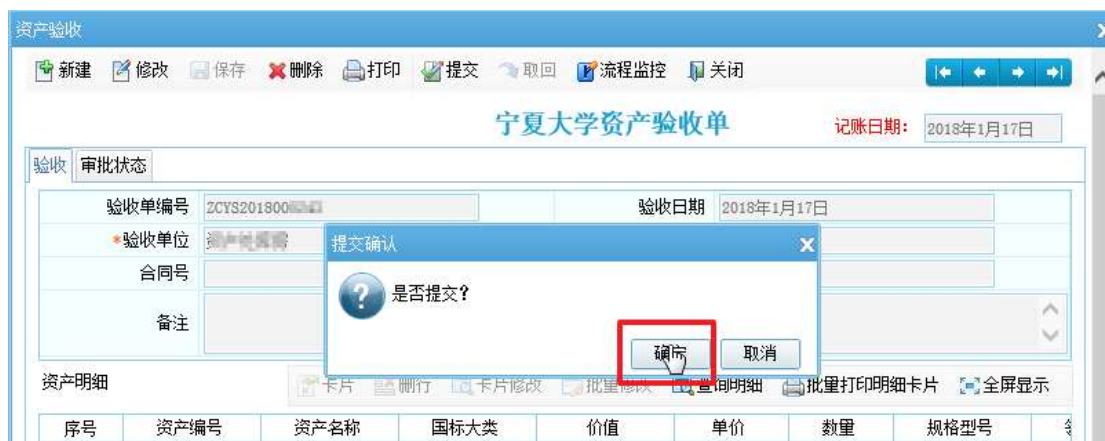 资产验收
新建 修改 保存 删除 打印 提交 取回 流程监控 关闭
宁夏大学资产验收单 记账日期： 2018年1月17日
验收 审批状态
验收单编号 ZCYS201800 验收日期 2018年1月17日
*验收单位
提交确认
合同号
是否提交?
备注
确定 取消
资产明细 卡片 删行 卡片修改 批量修改 查询明细 批量打印明细卡片 全屏显示
序号 资产编号 资产名称 国标大类 价值 单价 数量 规格型号